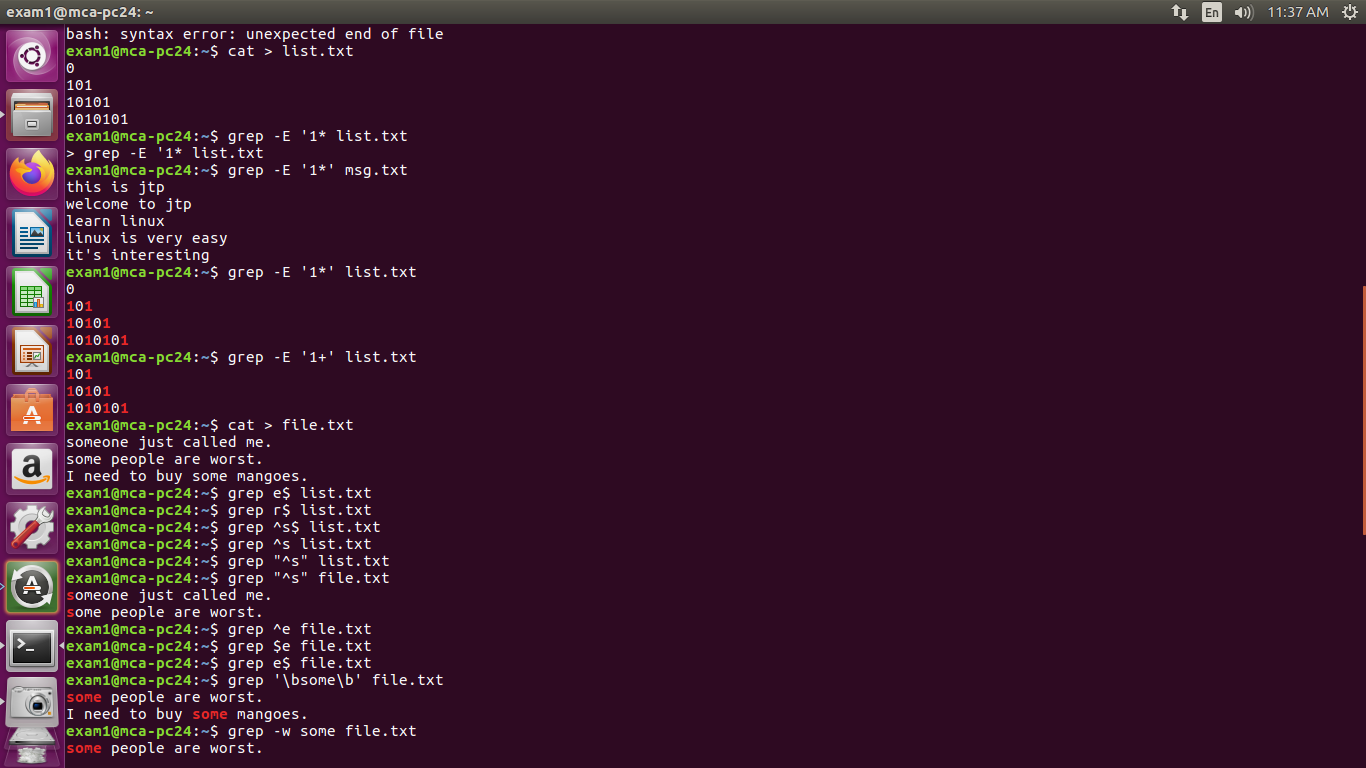 exam1@mca-pc24: ~
En
11:37 AM
bash: syntax error: unexpected end of file
exam1@mca-pc24:~$ cat > list.txt
0
101
10101
1010101
exam1@mca-pc24:~$ grep -E '1* list.txt
> grep -E '1* list.txt
exam1@mca-pc24:~$ grep -E '1*' msg.txt
this is jtp
welcome to jtp
learn linux
linux is very easy
it's interesting
exam1@mca-pc24:~$ grep -E '1*' list.txt
0
101
10101
1010101
exam1@mca-pc24:~$ grep -E '1+' list.txt
101
10101
1010101
exam1@mca-pc24:~$ cat > file.txt
someone just called me.
some people are worst.
I need to buy some mangoes.
exam1@mca-pc24:~$ grep e$ list.txt
exam1@mca-pc24:~$ grep r$ list.txt
exam1@mca-pc24:~$ grep ^s$ list.txt
exam1@mca-pc24:~$ grep ^s list.txt
exam1@mca-pc24:~$ grep "^s" list.txt
exam1@mca-pc24:~$ grep "^s" file.txt
someone just called me.
some people are worst.
exam1@mca-pc24:~$ grep ^e file.txt
exam1@mca-pc24:~$ grep $e file.txt
exam1@mca-pc24:~$ grep e$ file.txt
exam1@mca-pc24:~$ grep '\bsome\b' file.txt
some people are worst.
I need to buy some mangoes.
exam1@mca-pc24:~$ grep -w some file.txt
some people are worst.